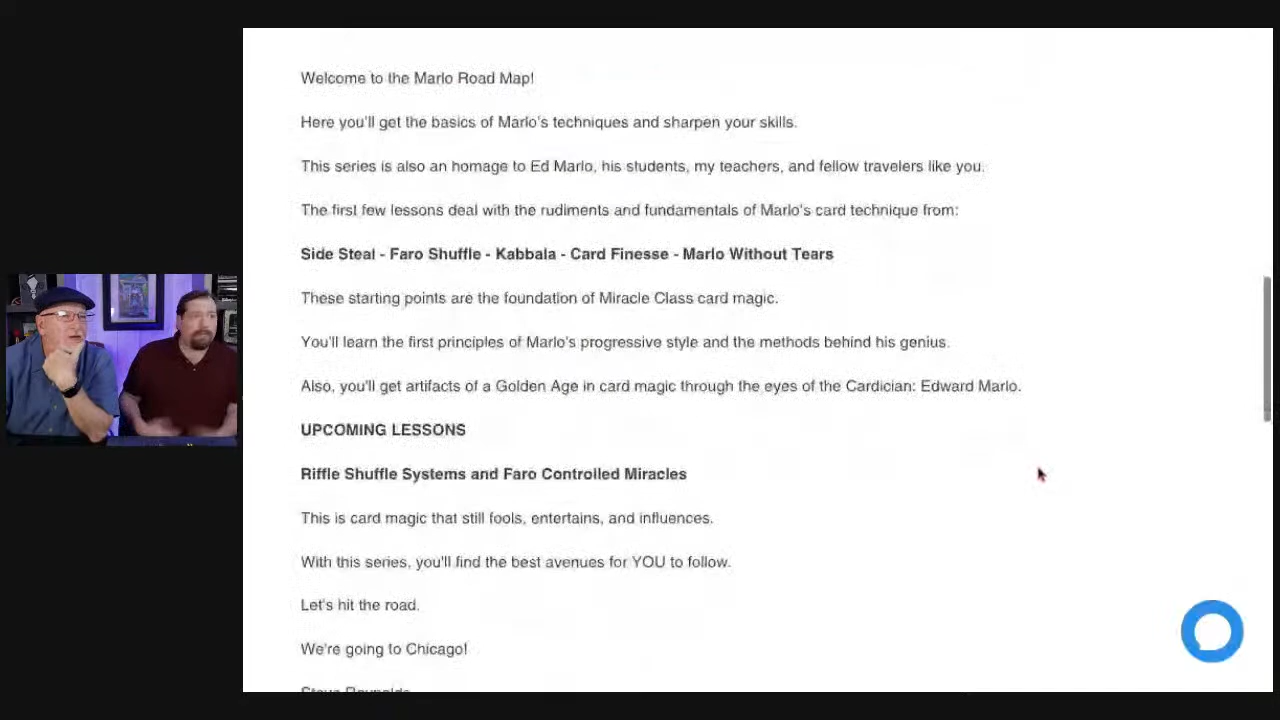 Welcome to the Marlo Road Map!
Here you'll get the basics of Marlo's techniques and sharpen your skills.
This series is also an homage to Ed Marlo, his students, my teachers, and fellow travelers like you.
The first few lessons deal with the rudiments and fundamentals of Marlo's card technique from:
Side Steal - Faro Shuffle - Kabbala - Card Finesse - Marlo Without Tears
These starting points are the foundation of Miracle Class card magic.
You'll learn the first principles of Marlo's progressive style and the methods behind his genius.
Also, you'll get artifacts of a Golden Age in card magic through the eyes of the Cardician: Edward Marlo.
UPCOMING LESSONS
Riffle Shuffle Systems and Faro Controlled Miracles
This is card magic that still fools, entertains, and influences.
With this series, you'll find the best avenues for YOU to follow.
Let's hit the road.
We're going to Chicago!
Steve Reynolds